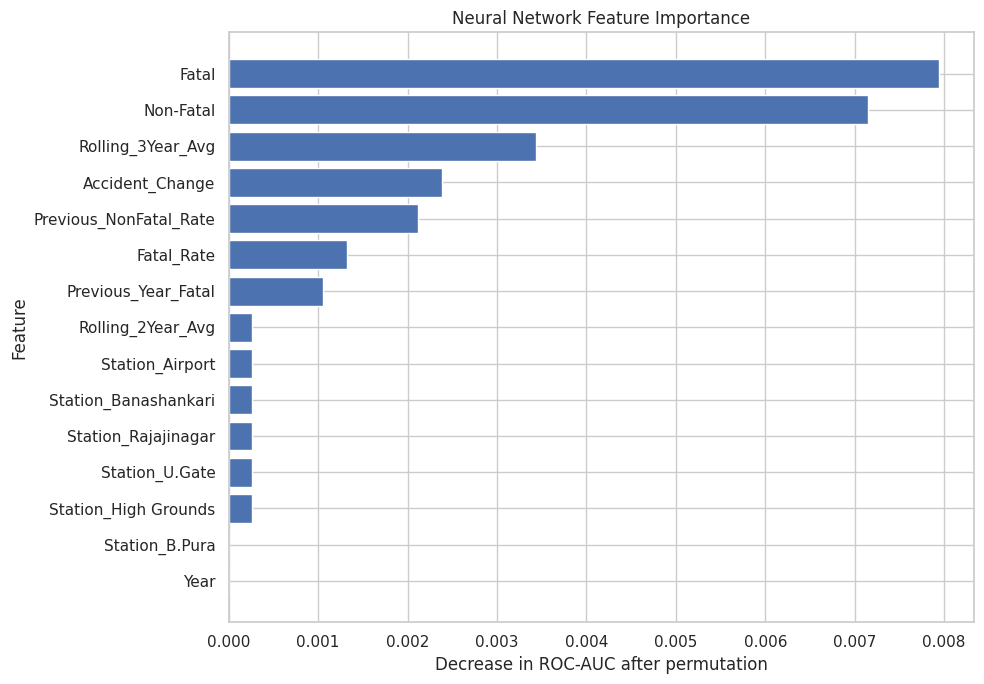 Neural Network Feature Importance
Feature
Fatal
Non-Fatal
Rolling_3Year_Avg
Accident_Change
Previous_NonFatal_Rate
Fatal_Rate
Previous_Year_Fatal
Rolling_2Year_Avg
Station_Airport
Station_Banashankari
Station_Rajajinagar
Station_U.Gate
Station_High Grounds
Station_B.Pura
Year
0.000 0.001 0.002 0.003 0.004 0.005 0.006 0.007 0.008
Decrease in ROC-AUC after permutation